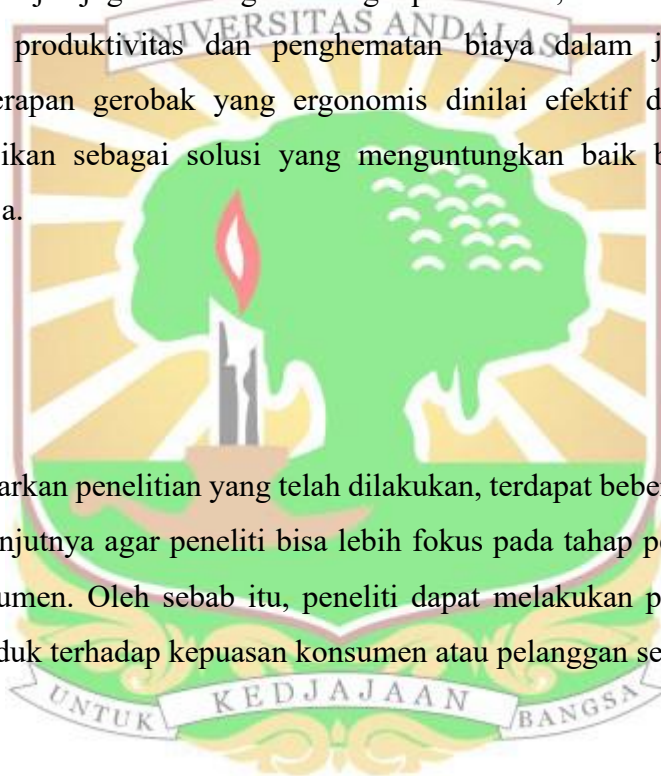 UNIVERSITAS ANDALAS
produktivitas dan penghematan biaya dalam j
erapan gerobak yang ergonomis dinilai efektif d
ikan sebagai solusi yang menguntungkan baik b
a.
arkan penelitian yang telah dilakukan, terdapat bebe
njutnya agar peneliti bisa lebih fokus pada tahap pe
umen. Oleh sebab itu, peneliti dapat melakukan p
duk terhadap kepuasan konsumen atau pelanggan se
UNTUK KEDJAJAAN BANGSA